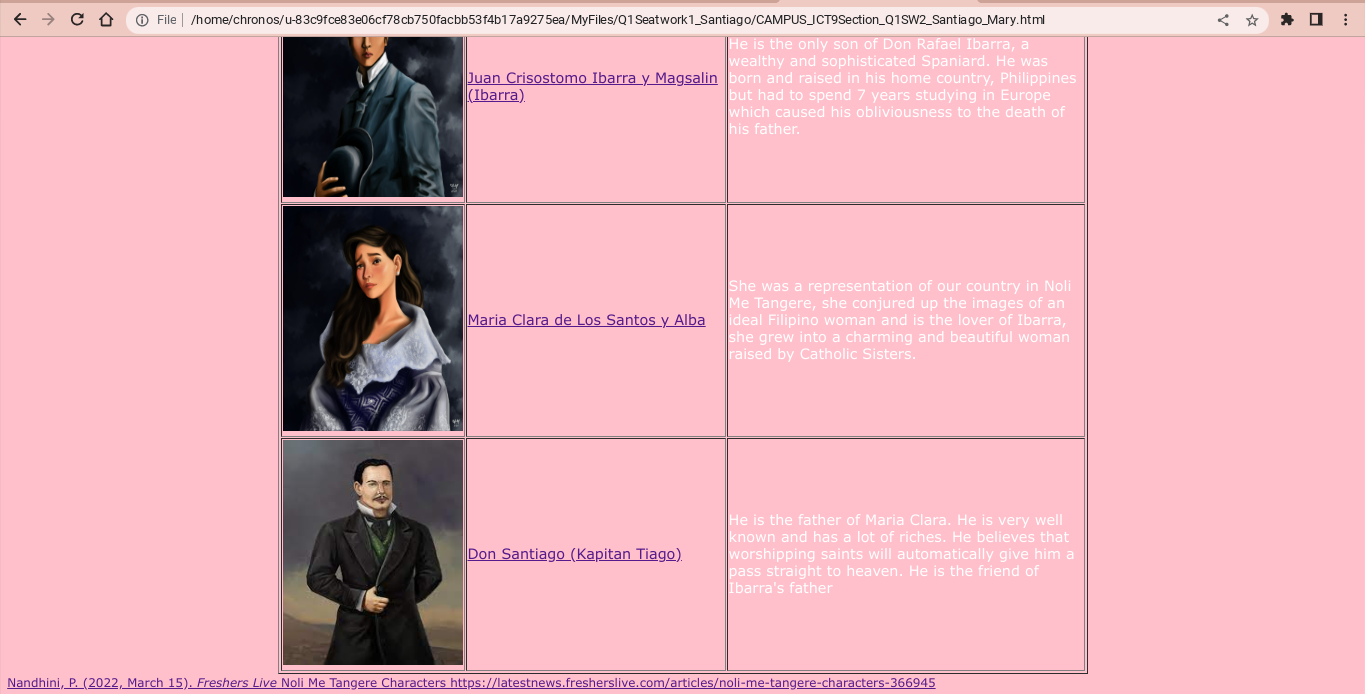 File
/home/chronos/u-83c9fce83e06cf78cb750facbb53f4b17a9275ea/MyFiles/Q1Seatwork1_Santiago/CAMPUS_ICT9Section_Q1SW2_Santiago_Mary.html
Juan Crisostomo Ibarra y Magsalin
(Ibarra)
He is the only son of Don Rafael Ibarra, a
wealthy and sophisticated Spaniard. He was
born and raised in his home country, Philippines
but had to spend 7 years studying in Europe
which caused his obliviousness to the death of
his father.
Maria Clara de Los Santos y Alba
She was a representation of our country in Noli
Me Tangere, she conjured up the images of an
ideal Filipino woman and is the lover of Ibarra,
she grew into a charming and beautiful woman
raised by Catholic Sisters.
Don Santiago (Kapitan Tiago)
He is the father of Maria Clara. He is very well
known and has a lot of riches. He believes that
worshipping saints will automatically give him a
pass straight to heaven. He is the friend of
Ibarra's father
Nandhini, P. (2022, March 15). Freshers Live Noli Me Tangere Characters https://latestnews.fresherslive.com/articles/noli-me-tangere-characters-366945